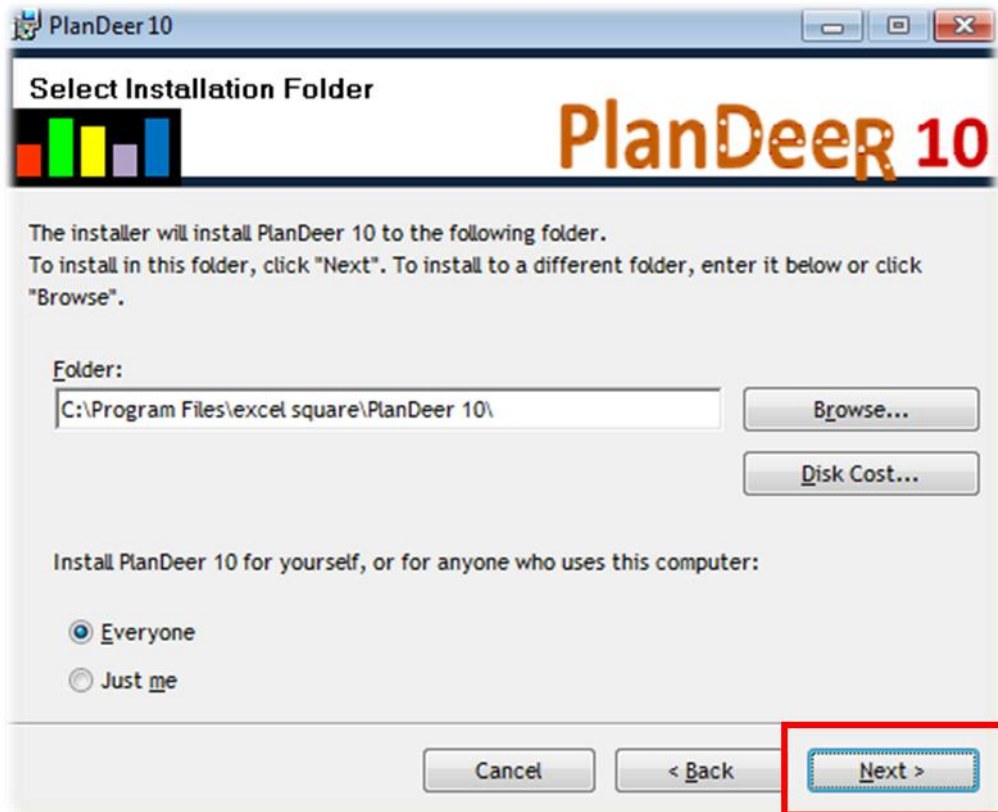 PlanDeer 10
Select Installation Folder
PlanDeeR 10
The installer will install PlanDeer 10 to the following folder.
To install in this folder, click "Next". To install to a different folder, enter it below or click
"Browse".
Folder:
C:\Program Files\excel square\PlanDeer 10\
Browse...
Disk Cost...
Install PlanDeer 10 for yourself, or for anyone who uses this computer:
Everyone
Just me
Cancel
< Back
Next >